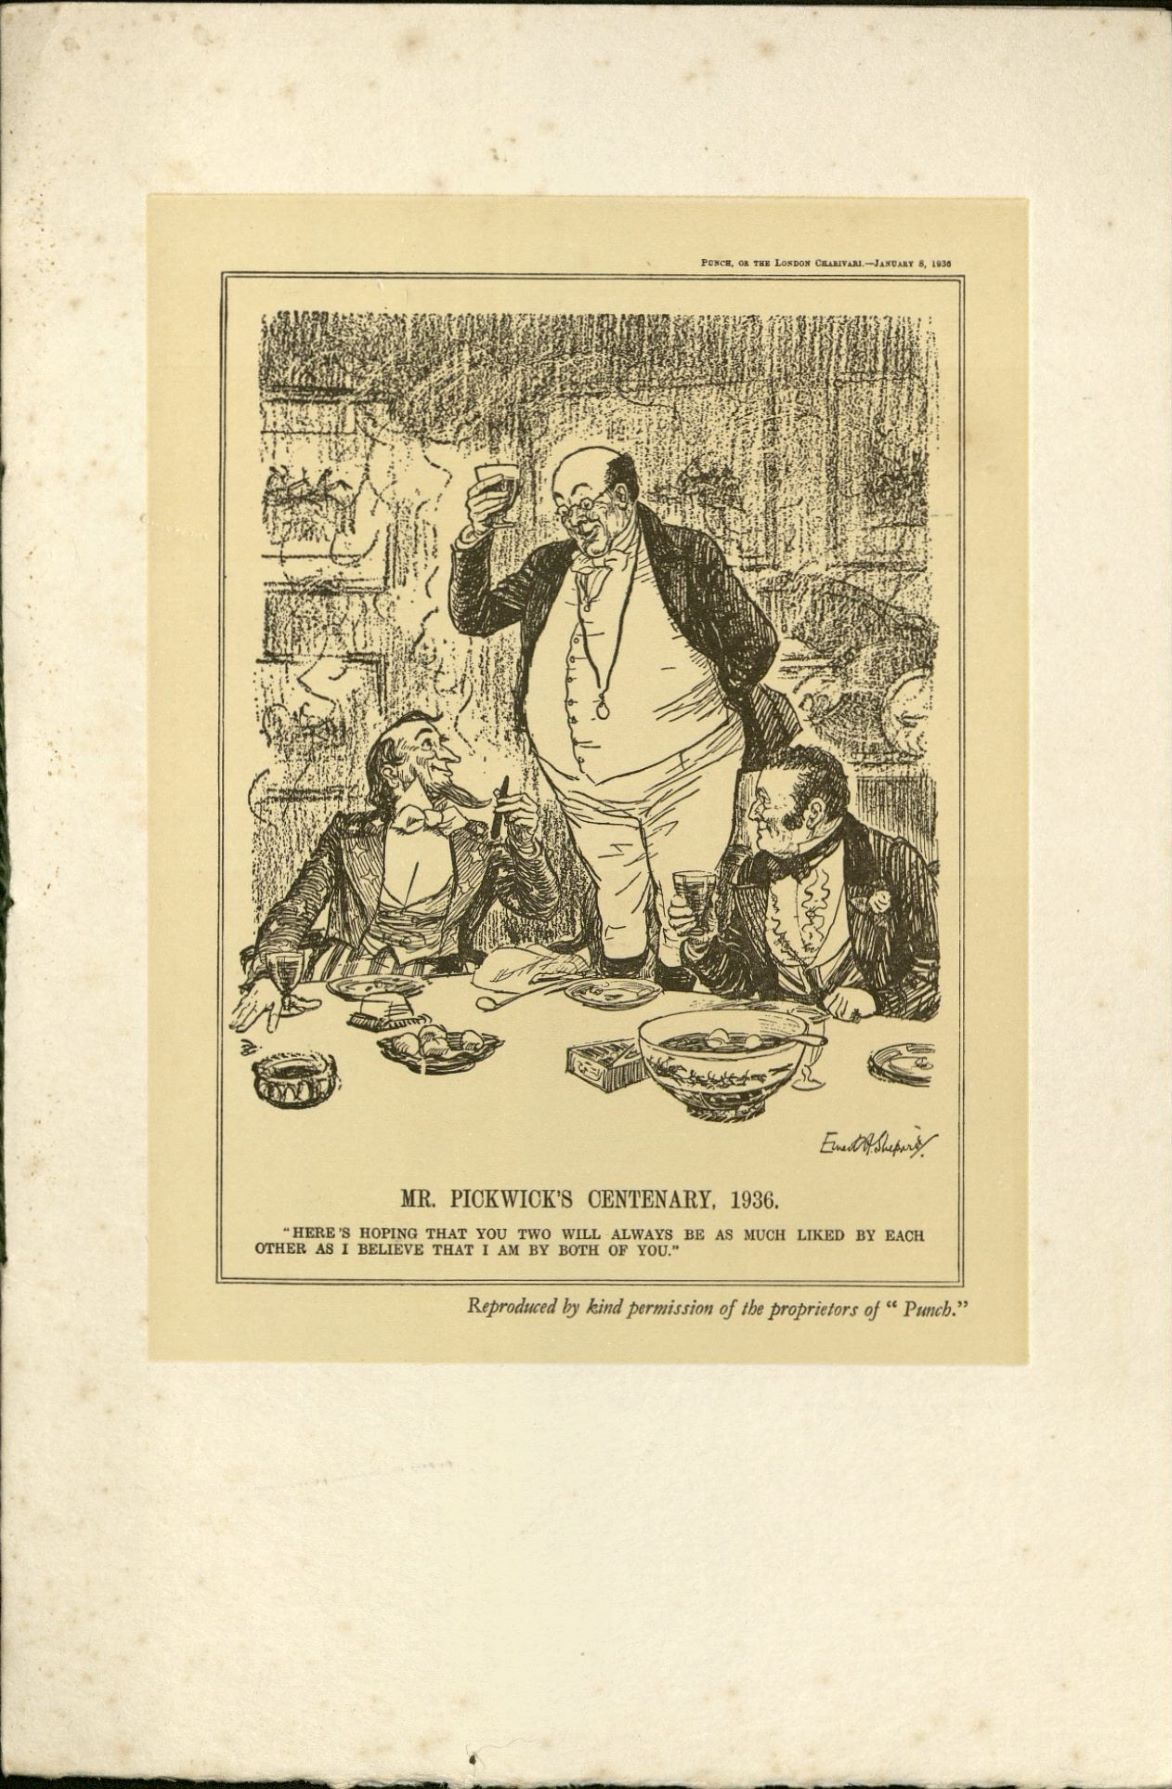 PUNCH, OR THE LONDON CHARIVARI.—JANUARY 8, 1936
Ernest H. Shepard
MR. PICKWICK'S CENTENARY, 1936.
"HERE'S HOPING THAT YOU TWO WILL ALWAYS BE AS MUCH LIKED BY EACH
OTHER AS I BELIEVE THAT I AM BY BOTH OF YOU."
Reproduced by kind permission of the proprietors of "Punch."